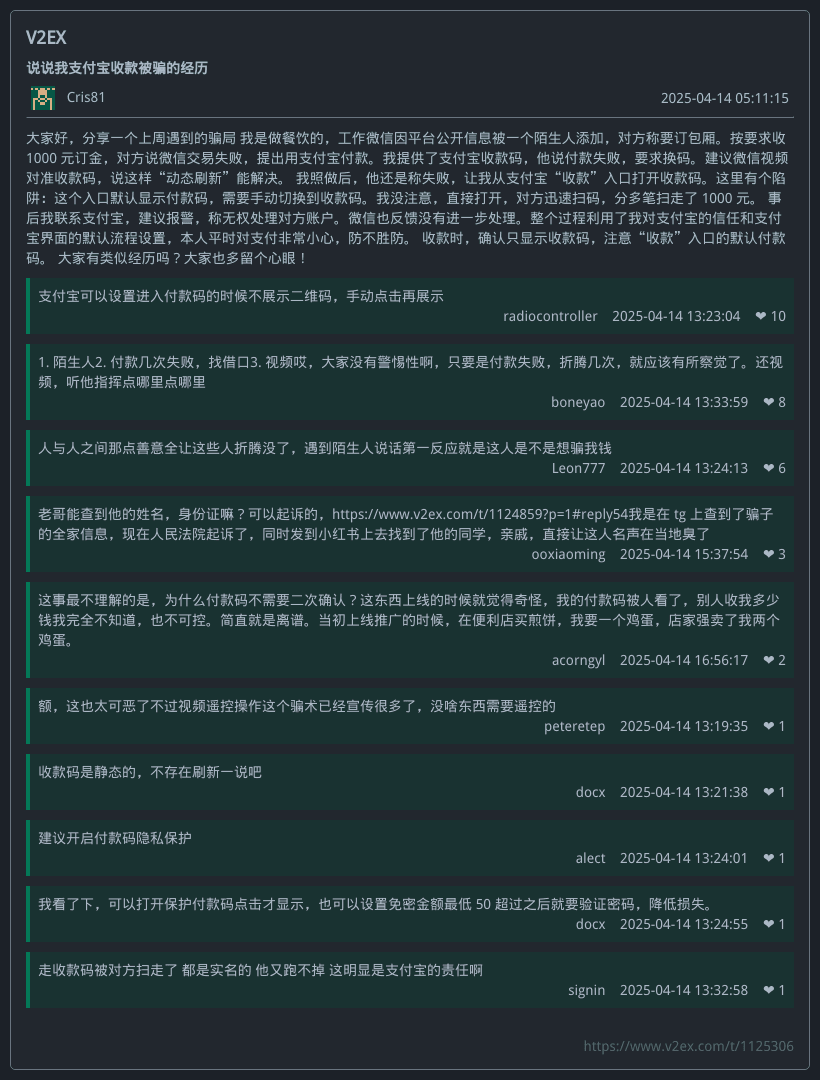 V2EX
说说我支付宝收款被骗的经历
Cris81
2025-04-14 05:11:15
大家好，分享一个上周遇到的骗局 我是做餐饮的，工作微信因平台公开信息被一个陌生人添加，对方称要订包厢。按要求收
1000 元订金，对方说微信交易失败，提出用支付宝付款。我提供了支付宝收款码，他说付款失败，要求换码。建议微信视频
对准收款码，说这样“动态刷新”能解决。 我照做后，他还是称失败，让我从支付宝“收款”入口打开收款码。这里有个陷
阱：这个入口默认显示付款码，需要手动切换到收款码。我没注意，直接打开，对方迅速扫码，分多笔扫走了 1000 元。 事
后我联系支付宝，建议报警，称无权处理对方账户。微信也反馈没有进一步处理。整个过程利用了我对支付宝的信任和支付
宝界面的默认流程设置，本人平时对支付非常小心，防不胜防。 收款时，确认只显示收款码，注意“收款”入口的默认付款
码。 大家有类似经历吗？大家也多留个心眼！
支付宝可以设置进入付款码的时候不展示二维码，手动点击再展示
radiocontroller 2025-04-14 13:23:04 ❤ 10
1. 陌生人2. 付款几次失败，找借口3. 视频哎，大家没有警惕性啊，只要是付款失败，折腾几次，就应该有所察觉了。还视
频，听他指挥点哪里点哪里
boneyao 2025-04-14 13:33:59 ❤ 8
人与人之间那点善意全让这些人折腾没了，遇到陌生人说话第一反应就是这人是不是想骗我钱
Leon777 2025-04-14 13:24:13 ❤ 6
老哥能查到他的姓名，身份证嘛？可以起诉的，https://www.v2ex.com/t/1124859?p=1#reply54我是在 tg 上查到了骗子
的全家信息，现在人民法院起诉了，同时发到小红书上去找到了他的同学，亲戚，直接让这人名声在当地臭了
ooxiaoming 2025-04-14 15:37:54 ❤ 3
这事最不理解的是，为什么付款码不需要二次确认？这东西上线的时候就觉得奇怪，我的付款码被人看了，别人收我多少
钱我完全不知道，也不可控。简直就是离谱。当初上线推广的时候，在便利店买煎饼，我要一个鸡蛋，店家强卖了我两个
鸡蛋。
acorngyl 2025-04-14 16:56:17 ❤ 2
额，这也太可恶了不过视频遥控操作这个骗术已经宣传很多了，没啥东西需要遥控的
peteretep 2025-04-14 13:19:35 ❤ 1
收款码是静态的，不存在刷新一说吧
docx 2025-04-14 13:21:38 ❤ 1
建议开启付款码隐私保护
alect 2025-04-14 13:24:01 ❤ 1
我看了下，可以打开保护付款码点击才显示，也可以设置免密金额最低 50 超过之后就要验证密码，降低损失。
docx 2025-04-14 13:24:55 ❤ 1
走收款码被对方扫走了 都是实名的 他又跑不掉 这明显是支付宝的责任啊
signin 2025-04-14 13:32:58 ❤ 1
https://www.v2ex.com/t/1125306